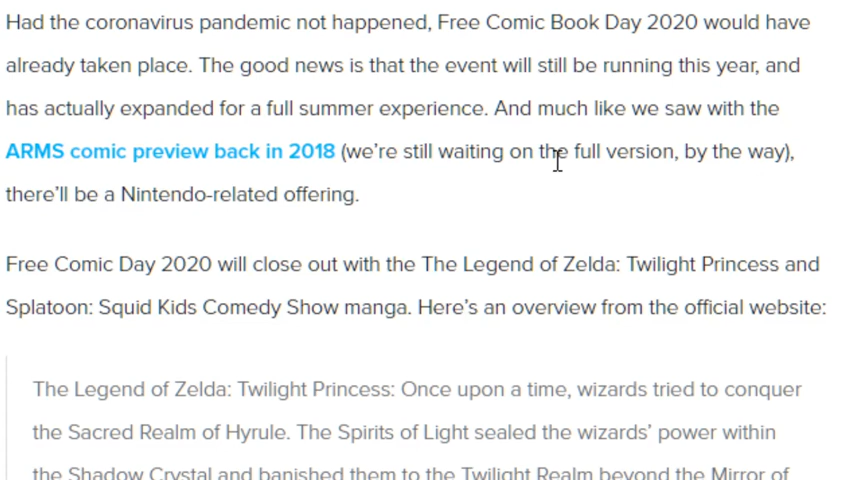 Had the coronavirus pandemic not happened, Free Comic Book Day 2020 would have
already taken place. The good news is that the event will still be running this year, and
has actually expanded for a full summer experience. And much like we saw with the
ARMS comic preview back in 2018 (we're still waiting on the full version, by the way),
there'll be a Nintendo-related offering.
Free Comic Day 2020 will close out with the The Legend of Zelda: Twilight Princess and
Splatoon: Squid Kids Comedy Show manga. Here's an overview from the official website:
The Legend of Zelda: Twilight Princess: Once upon a time, wizards tried to conquer
the Sacred Realm of Hyrule. The Spirits of Light sealed the wizards' power within
the Shadow Crystal and banished them to the Twilight Realm beyond the Mirror of